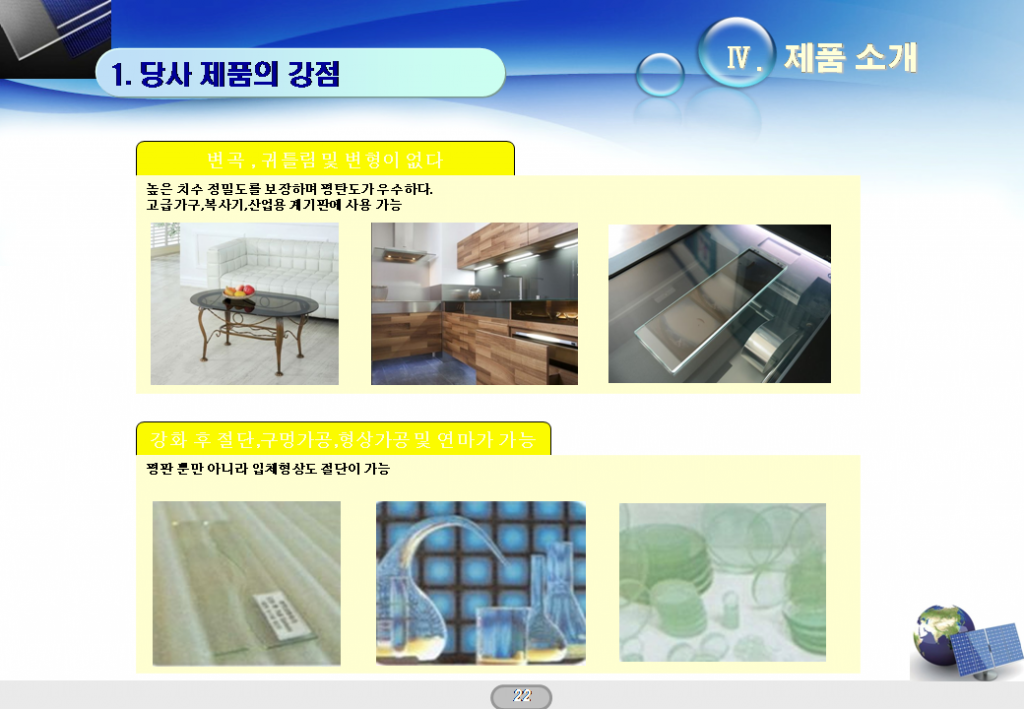 Ⅳ. 제품 소개
1. 당사 제품의 강점
변곡 , 뀌틀림 및 변형이 없다
높은 치수 정밀도를 보장하며 평탄도가 우수하다.
고급가구,복사기,산업용 계기판에 사용 가능
강화 후 절단,구멍가공,형상가공 및 연마가 가능
평판 뿐만 아니라 입체형상도 절단이 가능
22